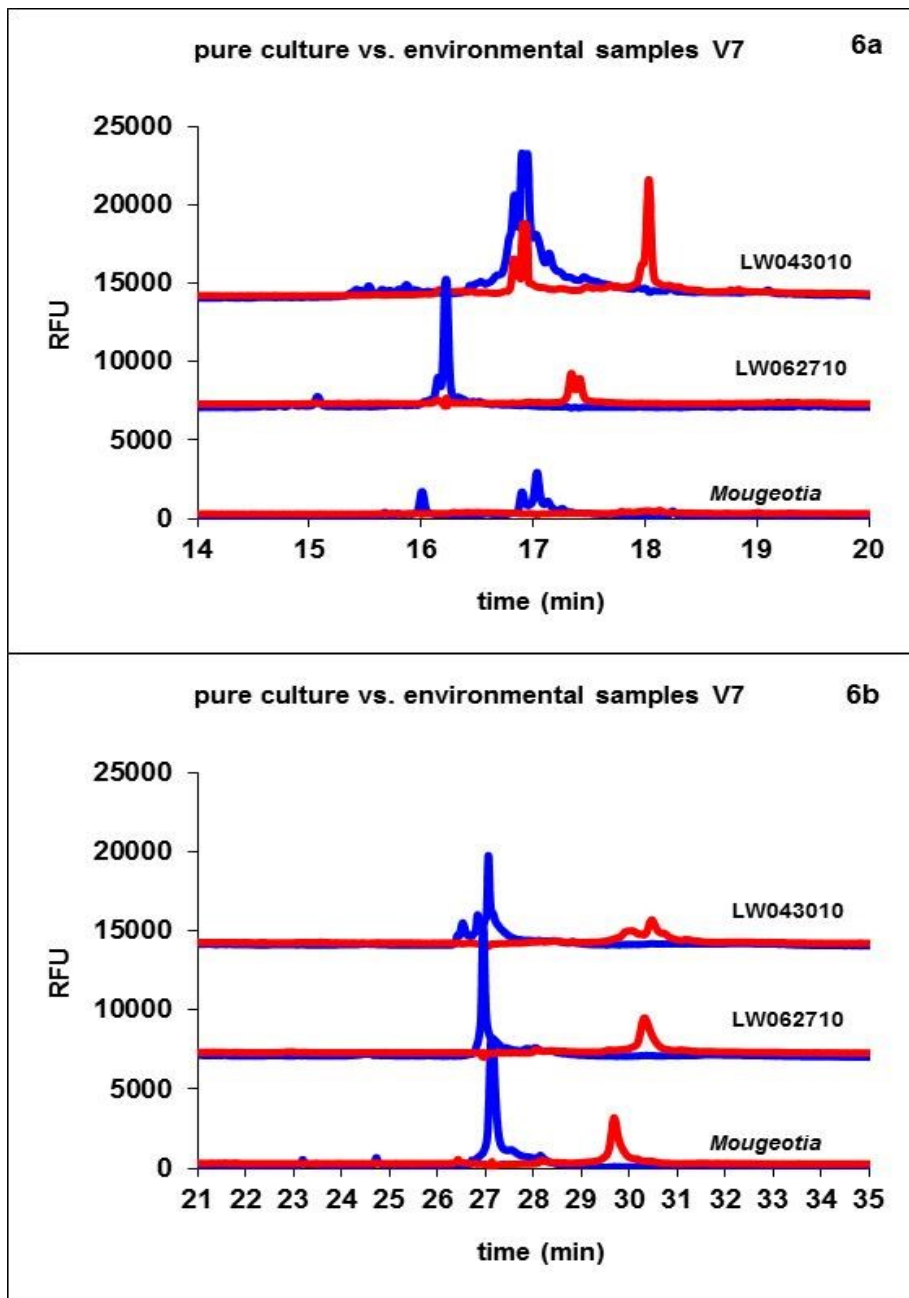 pure culture vs. environmental samples V7
6a
25000
20000
15000
10000
5000
0
RFU
LW043010
LW062710
Mougeotia
14 15 16 17 18 19 20
time (min)
pure culture vs. environmental samples V7
6b
25000
20000
15000
10000
5000
0
RFU
LW043010
LW062710
Mougeotia
21 22 23 24 25 26 27 28 29 30 31 32 33 34 35
time (min)